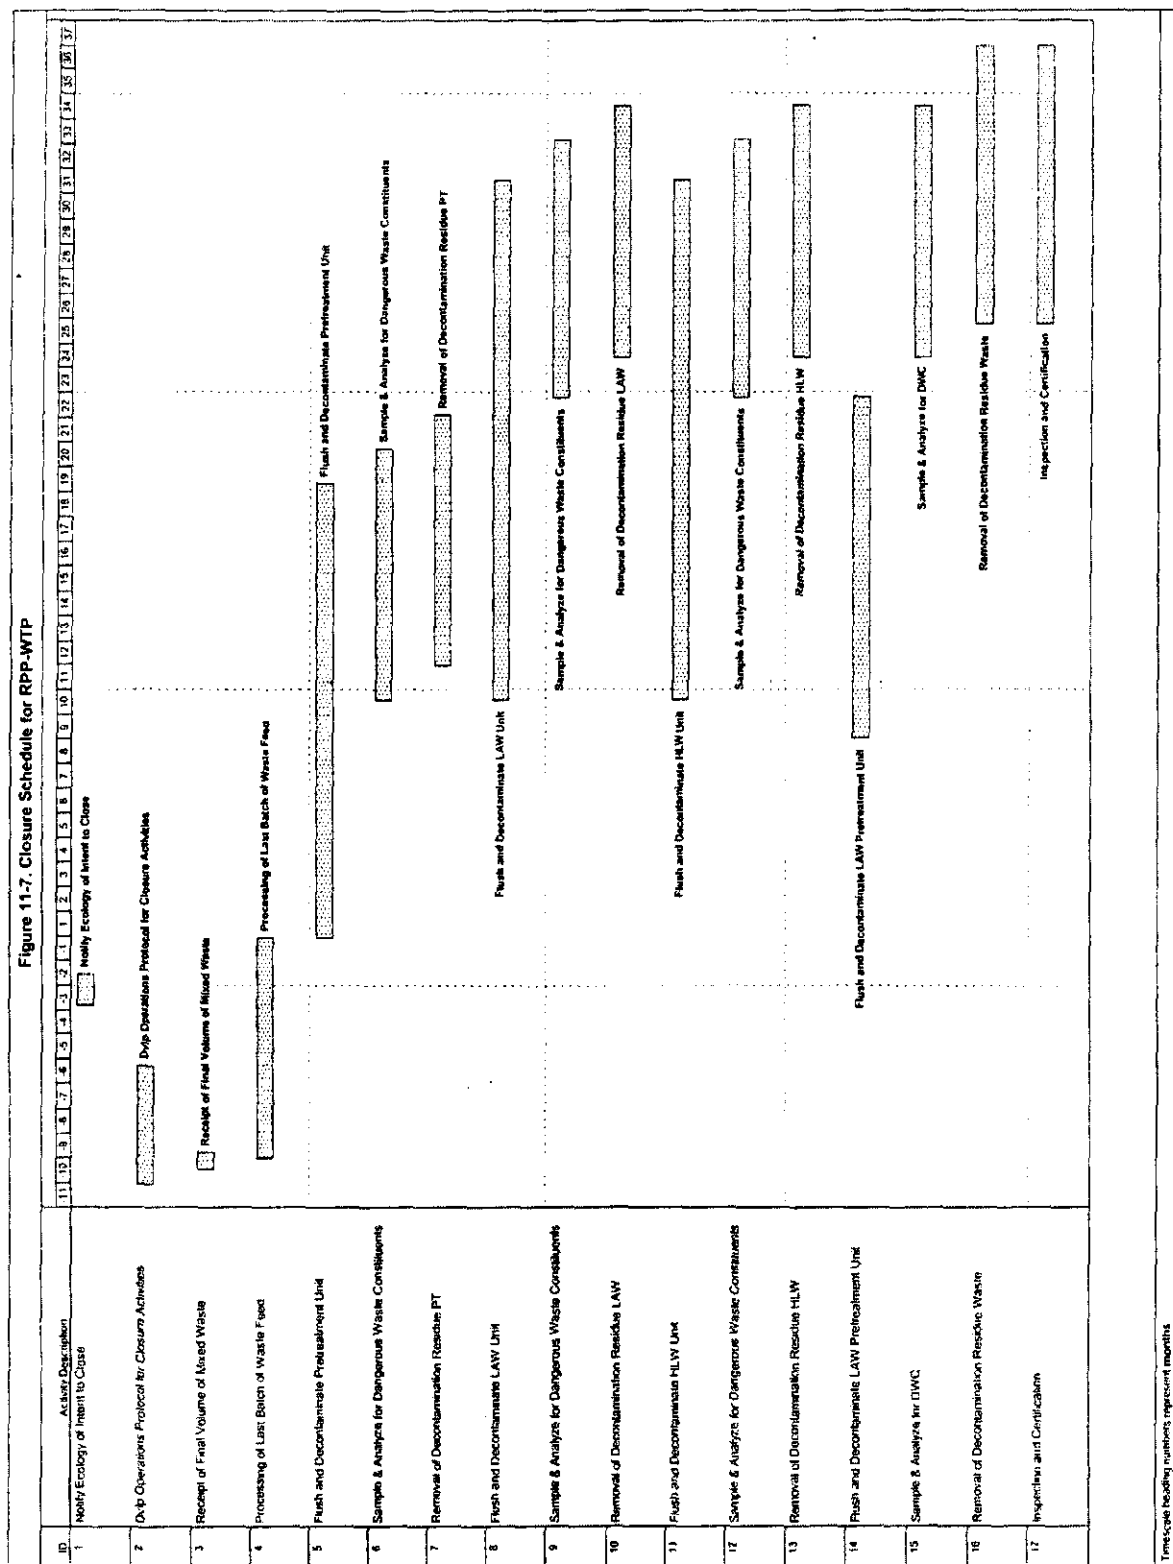 Figure 11-7. Closure Schedule for RPP-WTP
ID Activity Description 11 10 -9 -8 -7 -6 -5 -4 -3 -2 -1 1 2 3 4 5 6 7 8 9 10 11 12 13 14 15 16 17 18 19 20 21 22 23 24 25 26 27 28 29 30 31 32 33 34 35 36 37
1 Notify Ecology of Intent to Close Notify Ecology of Intent to Close
2 Dvlp Operations Protocol for Closure Activities Dvlp Operations Protocol for Closure Activities
3 Receipt of Final Volume of Mixed Waste Receipt of Final Volume of Mixed Waste
4 Processing of Last Batch of Waste Feed Processing of Last Batch of Waste Feed
5 Flush and Decontaminate Pretreatment Unit Flush and Decontaminate Pretreatment Unit
6 Sample & Analyze for Dangerous Waste Constituents Sample & Analyze for Dangerous Waste Constituents
7 Removal of Decontamination Residue PT Removal of Decontamination Residue PT
8 Flush and Decontaminate LAW Unit Flush and Decontaminate LAW Unit
9 Sample & Analyze for Dangerous Waste Constituents Sample & Analyze for Dangerous Waste Constituents
10 Removal of Decontamination Residue LAW Removal of Decontamination Residue LAW
11 Flush and Decontaminate HLW Unit Flush and Decontaminate HLW Unit
12 Sample & Analyze for Dangerous Waste Constituents Sample & Analyze for Dangerous Waste Constituents
13 Removal of Decontamination Residue HLW Removal of Decontamination Residue HLW
14 Flush and Decontaminate LAW Pretreatment Unit Flush and Decontaminate LAW Pretreatment Unit
15 Sample & Analyze for DWC Sample & Analyze for DWC
16 Removal of Decontamination Residue Waste Removal of Decontamination Residue Waste
17 Inspection and Certification Inspection and Certification
Timescale heading numbers represent months